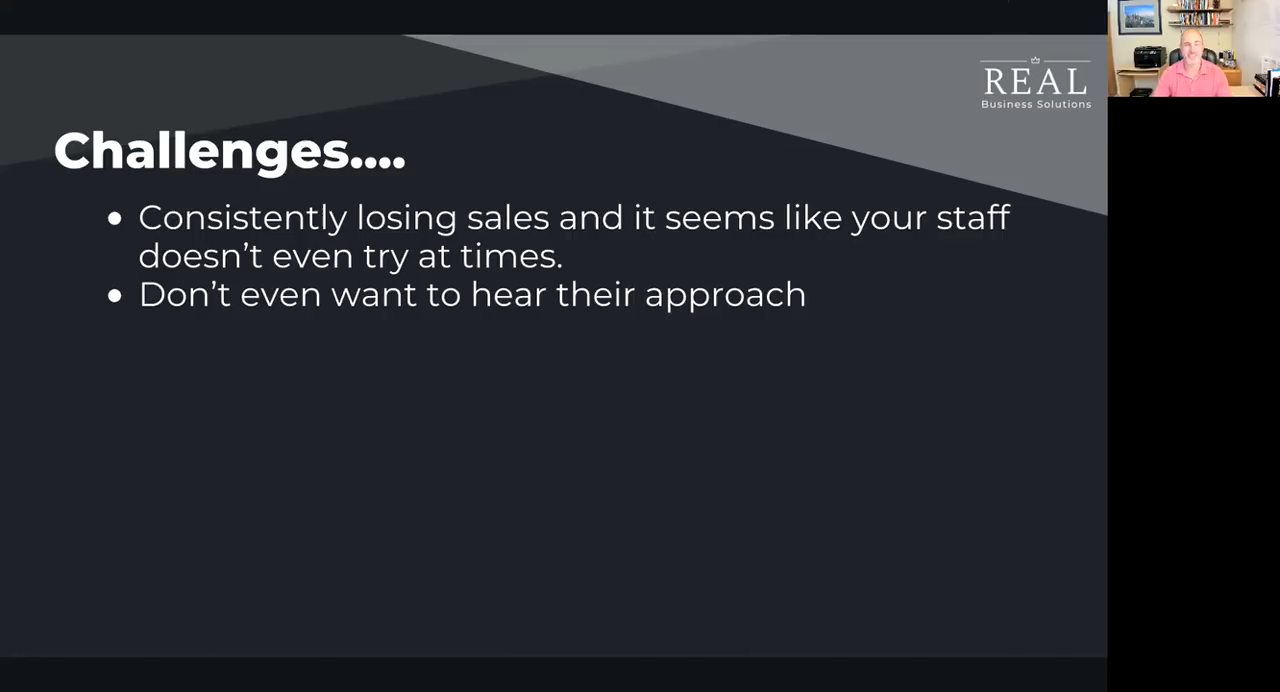 REAL
Business Solutions
Challenges....
● Consistently losing sales and it seems like your staff
doesn’t even try at times.
● Don’t even want to hear their approach